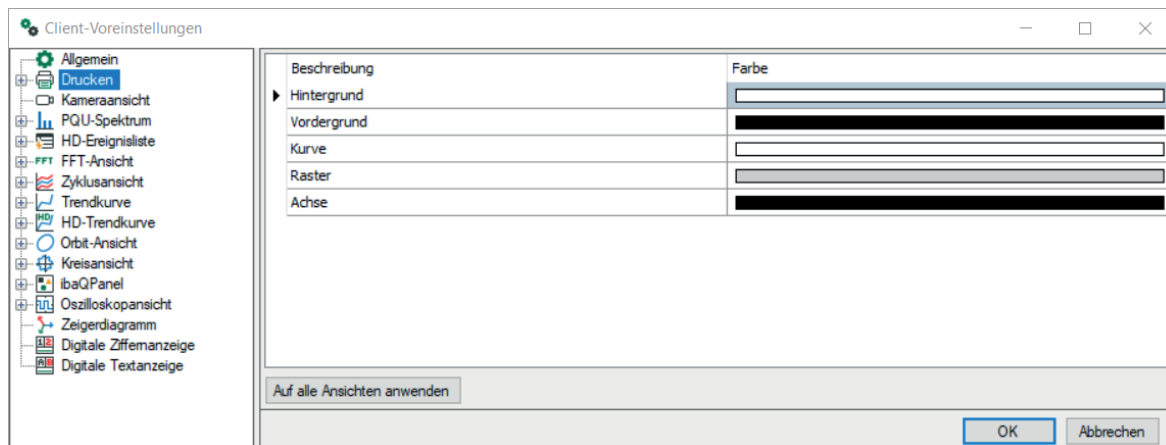 Client-Voreinstellungen
Allgemein
Drucken
Kameraansicht
PQU-Spektrum
HD-Ereignisliste
FFT FFT-Ansicht
Zyklusansicht
Trendkurve
HD HD-Trendkurve
Orbit-Ansicht
Kreisansicht
ibaQPanel
Oszilloskopansicht
Zeigerdiagramm
12 Digitale Ziffernanzeige
AB Digitale Textanzeige
Beschreibung Farbe
Hintergrund
Vordergrund
Kurve
Raster
Achse
Auf alle Ansichten anwenden
OK Abbrechen